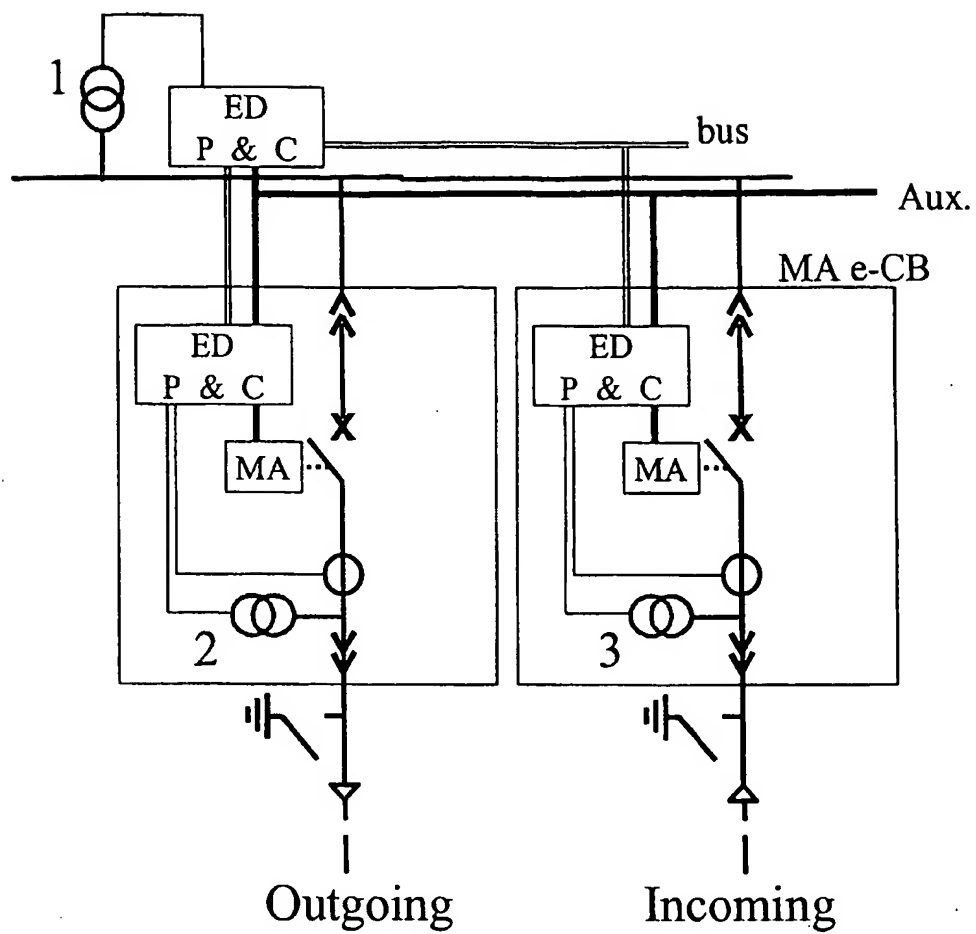 1
ED
P & C
bus
Aux.
MA e-CB
ED
P & C
ED
P & C
MA
MA
2
3
Outgoing
Incoming